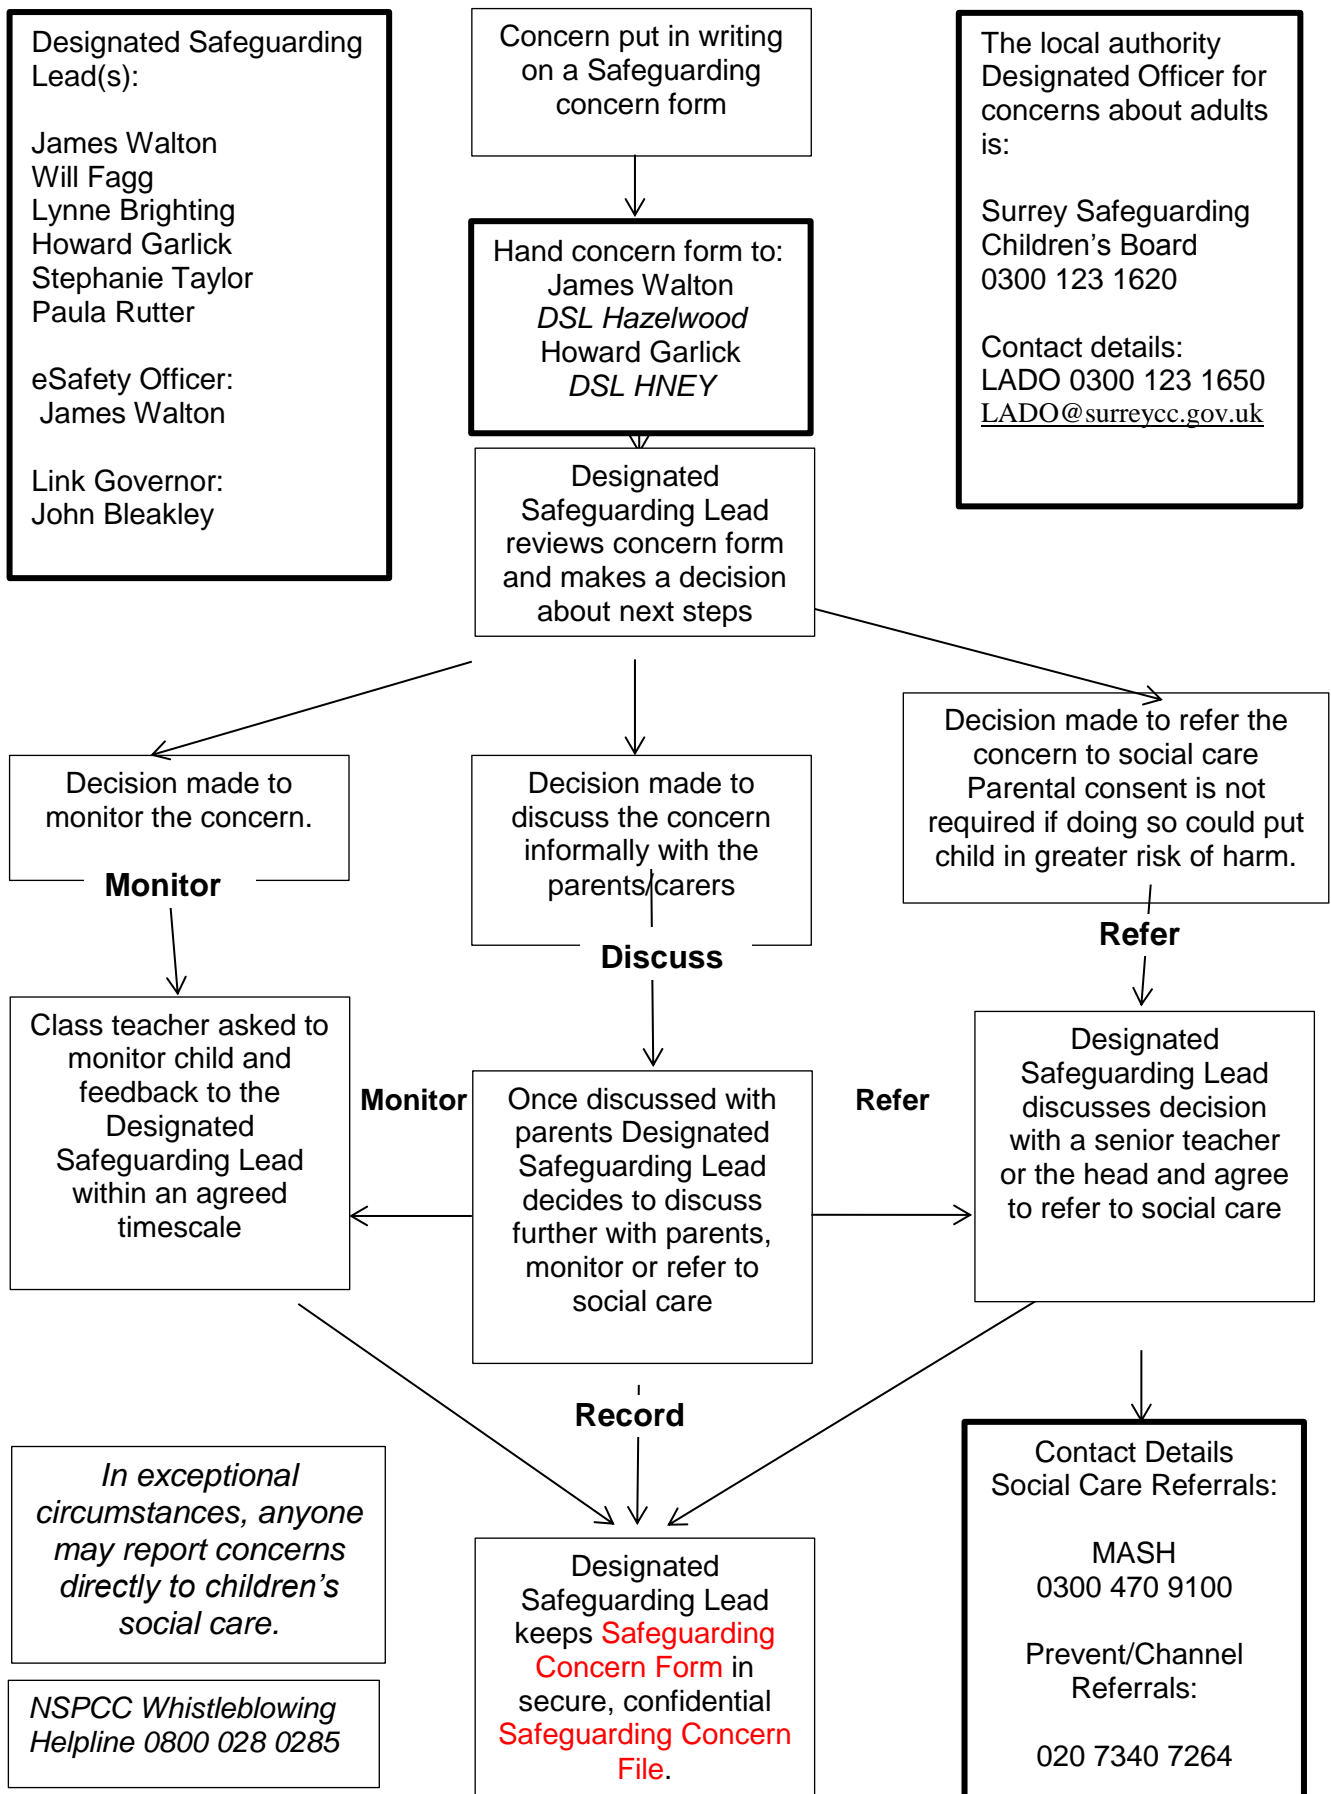 Designated Safeguarding
Lead(s):
James Walton
Will Fagg
Lynne Brighting
Howard Garlick
Stephanie Taylor
Paula Rutter
eSafety Officer:
James Walton
Link Governor:
John Bleakley
Concern put in writing
on a Safeguarding
concern form
The local authority
Designated Officer for
concerns about adults
is:
Surrey Safeguarding
Children’s Board
0300 123 1620
Contact details:
LADO 0300 123 1650
LADO@surreycc.gov.uk
Hand concern form to:
James Walton
DSL Hazelwood
Howard Garlick
DSL HNEY
Designated
Safeguarding Lead
reviews concern form
and makes a decision
about next steps
Decision made to
monitor the concern.
Monitor
Decision made to
discuss the concern
informally with the
parents/carers
Discuss
Decision made to refer the
concern to social care
Parental consent is not
required if doing so could put
child in greater risk of harm.
Refer
Class teacher asked to
monitor child and
feedback to the
Designated
Safeguarding Lead
within an agreed
timescale
Monitor
Once discussed with
parents Designated
Safeguarding Lead
decides to discuss
further with parents,
monitor or refer to
social care
Refer
Designated
Safeguarding Lead
discusses decision
with a senior teacher
or the head and agree
to refer to social care
Record
In exceptional
circumstances, anyone
may report concerns
directly to children’s
social care.
NSPCC Whistleblowing
Helpline 0800 028 0285
Designated
Safeguarding Lead
keeps Safeguarding
Concern Form in
secure, confidential
Safeguarding Concern
File.
Contact Details
Social Care Referrals:
MASH
0300 470 9100
Prevent/Channel
Referrals:
020 7340 7264